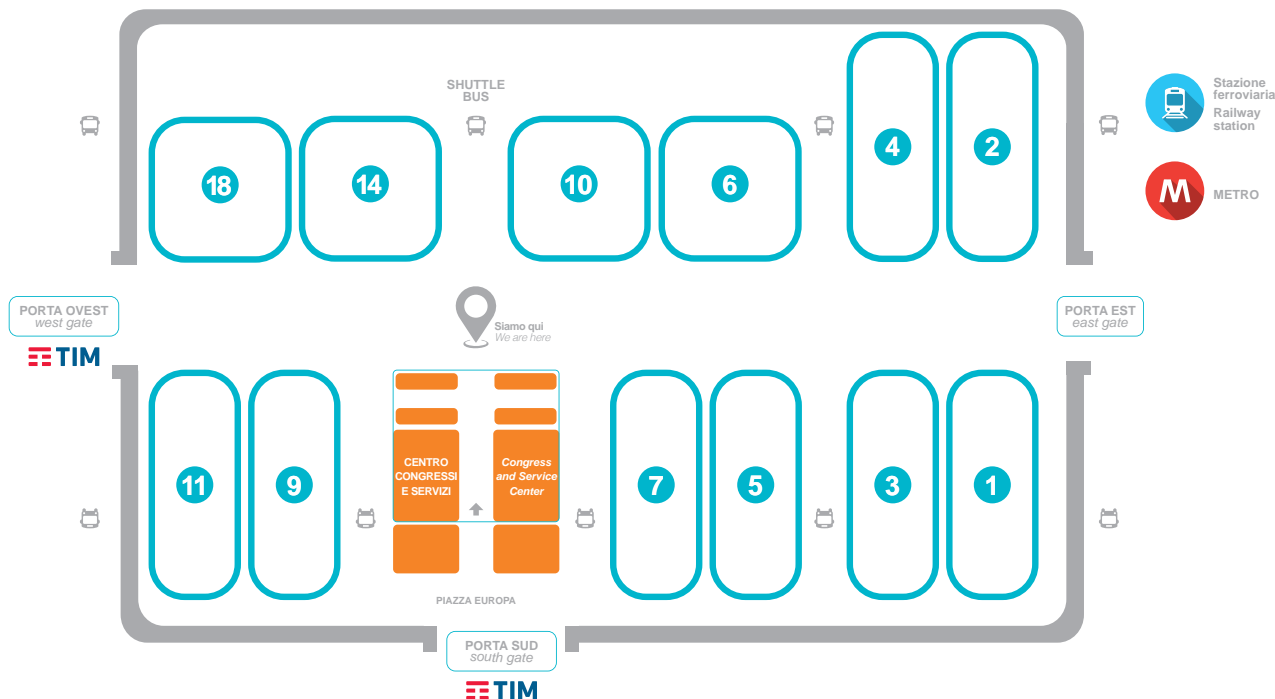 SHUTTLE
BUS
4
2
18
14
10
6
Stazione
ferroviaria
Railway
station
M
METRO
PORTA OVEST
west gate
TIM
Siamo qui
We are here
PORTA EST
east gate
11
9
CENTRO
CONGRESSI
E SERVIZI
Congress
and Service
Center
7
5
3
1
PIAZZA EUROPA
PORTA SUD
south gate
TIM